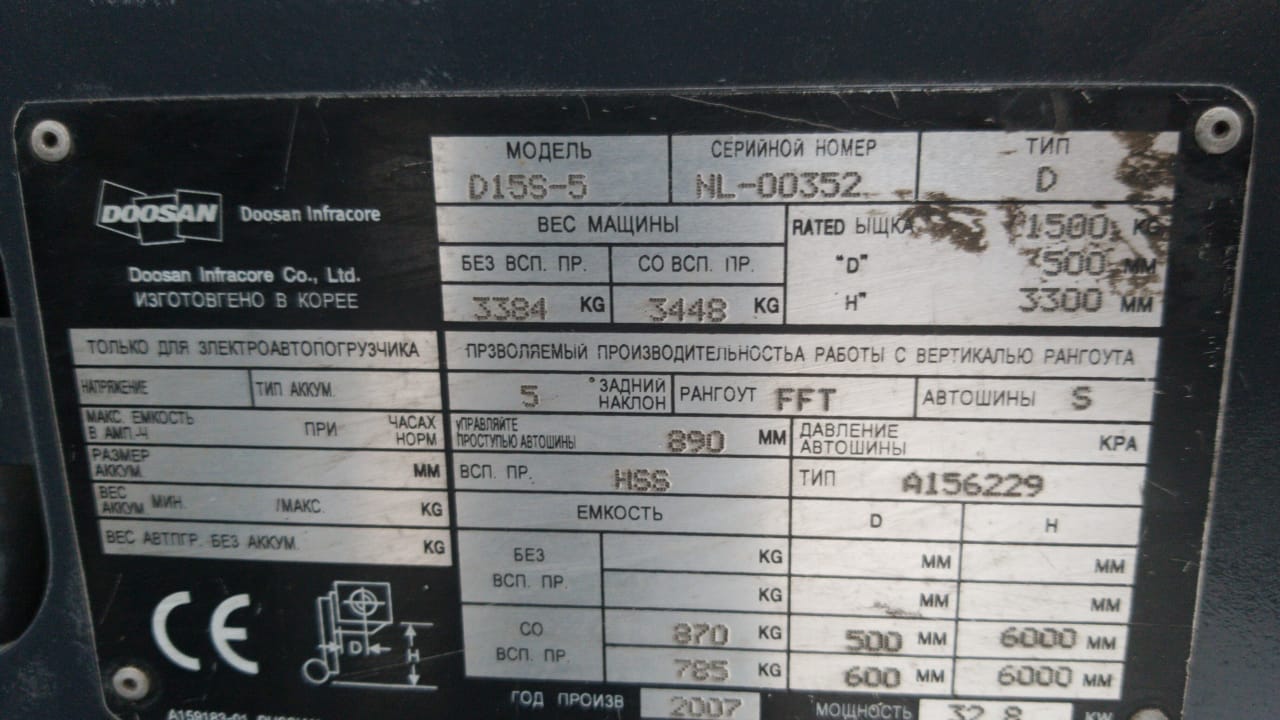 МОДЕЛЬ СЕРИЙНОЙ НОМЕР ТИП
D15S-5 NL-00352 D
DOOSAN Doosan Infracore
Doosan Infracore Co., Ltd.
ИЗГОТОВГЕНО В КОРЕЕ
ВЕС МАЩИНЫ
БЕЗ ВСП. ПР. СО ВСП. ПР.
3384 KG 3448 KG
RATED ЫЩКА 1500 KG
"D" 500 MM
H" 3300 MM
ТОЛЬКО ДЛЯ ЗЛЕКТРОАВТОПОГРУЗЧИКА
НАПРЯЖЕНИЕ ТИП АККУМ.
МАКС. ЕМКОСТЬ В АМП.-Ч ПРИ ЧАСАХ НОРМ
РАЗМЕР АККУМ. MM
ВЕС АККУМ МИН. /МАКС. KG
ВЕС АВТПГР. БЕЗ АККУМ. KG
ПРЗВОЛЯЕМЫЙ ПРОИЗВОДИТЕЛЬНОСТЬА РАБОТЫ С ВЕРТИКАЛЬЮ РАНГОУТА
5 ° ЗАДНИЙ НАКЛОН РАНГОУТ FFT АВТОШИНЫ S
УПРАВЛЯЙТЕ ПРОСТУПЬЮ АВТОШИНЫ 890 MM ДАВЛЕНИЕ АВТОШИНЫ KPA
ВСП. ПР. HSS ТИП A156229
ЕМКОСТЬ D H
БЕЗ ВСП. ПР. KG MM MM
KG MM MM
СО ВСП. ПР. 870 KG 500 MM 6000 MM
785 KG 600 MM 6000 MM
CE
D
H
ГОД ПРОИЗВ 2007 МОЩНОСТЬ 32.8 KW